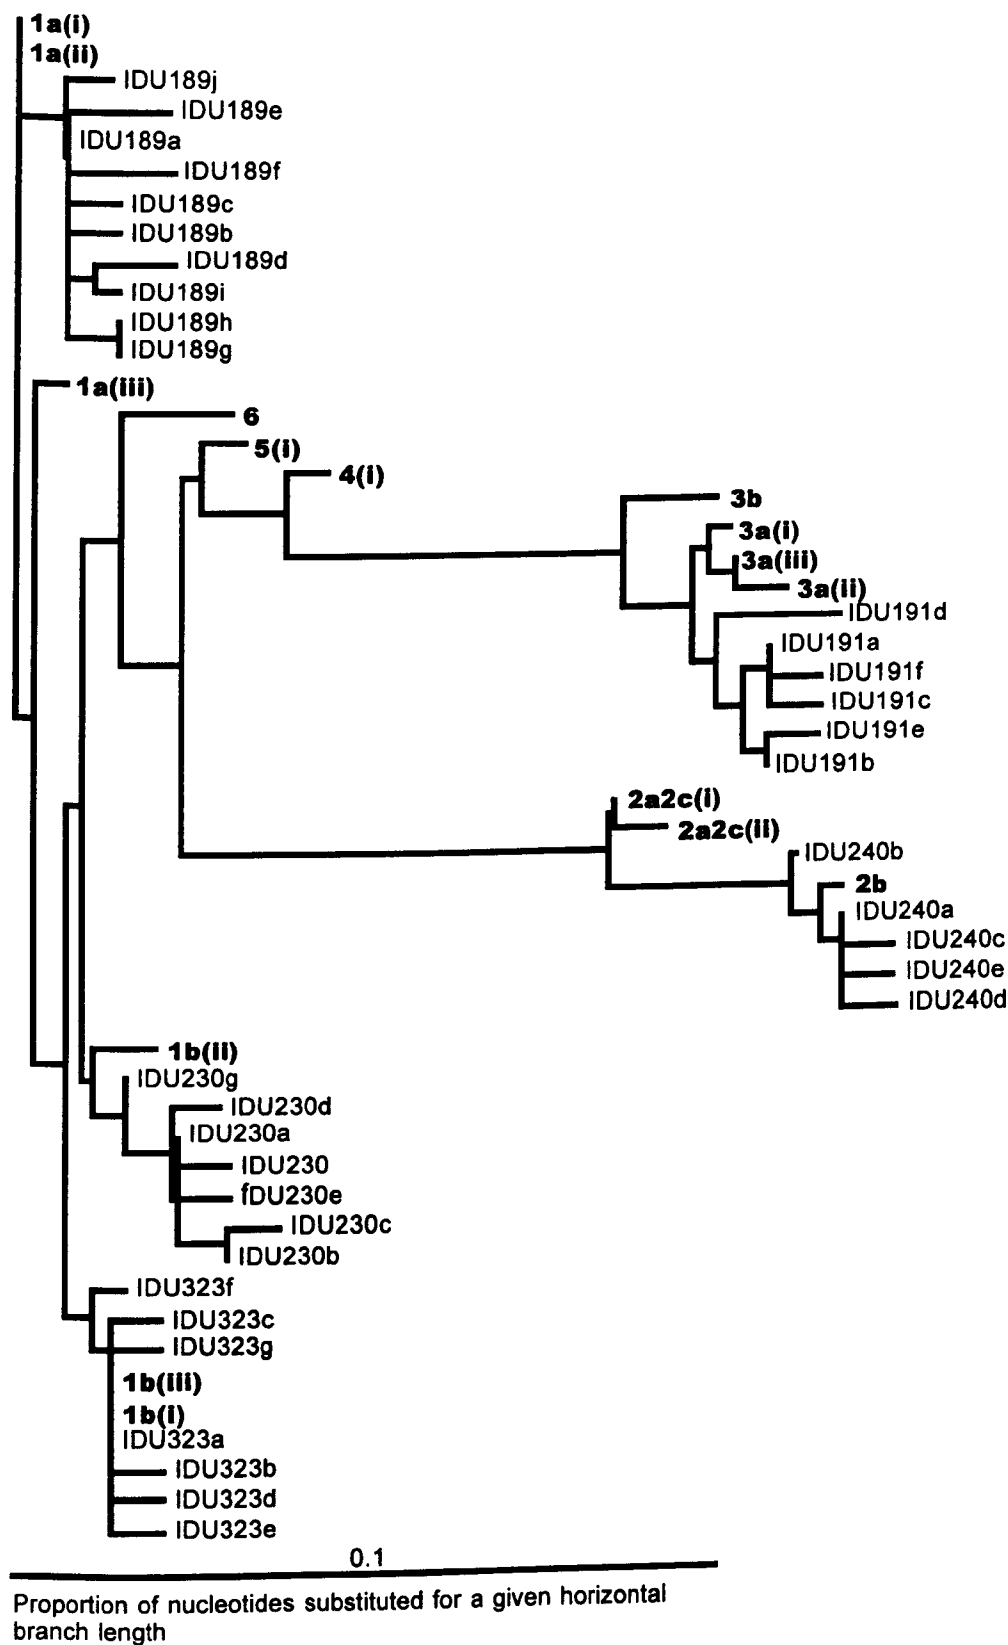 1a(i)
1a(ii)
IDU189j
IDU189e
IDU189a
IDU189f
IDU189c
IDU189b
IDU189d
IDU189i
IDU189h
IDU189g
1a(iii)
6
5(i)
4(i)
3b
3a(i)
3a(iii)
3a(ii)
IDU191d
IDU191a
IDU191f
IDU191c
IDU191e
IDU191b
2a2c(i)
2a2c(ii)
IDU240b
2b
IDU240a
IDU240c
IDU240e
IDU240d
1b(ii)
IDU230g
IDU230d
IDU230a
IDU230
fDU230e
IDU230c
IDU230b
IDU323f
IDU323c
IDU323g
1b(iii)
1b(i)
IDU323a
IDU323b
IDU323d
IDU323e
0.1
Proportion of nucleotides substituted for a given horizontal
branch length